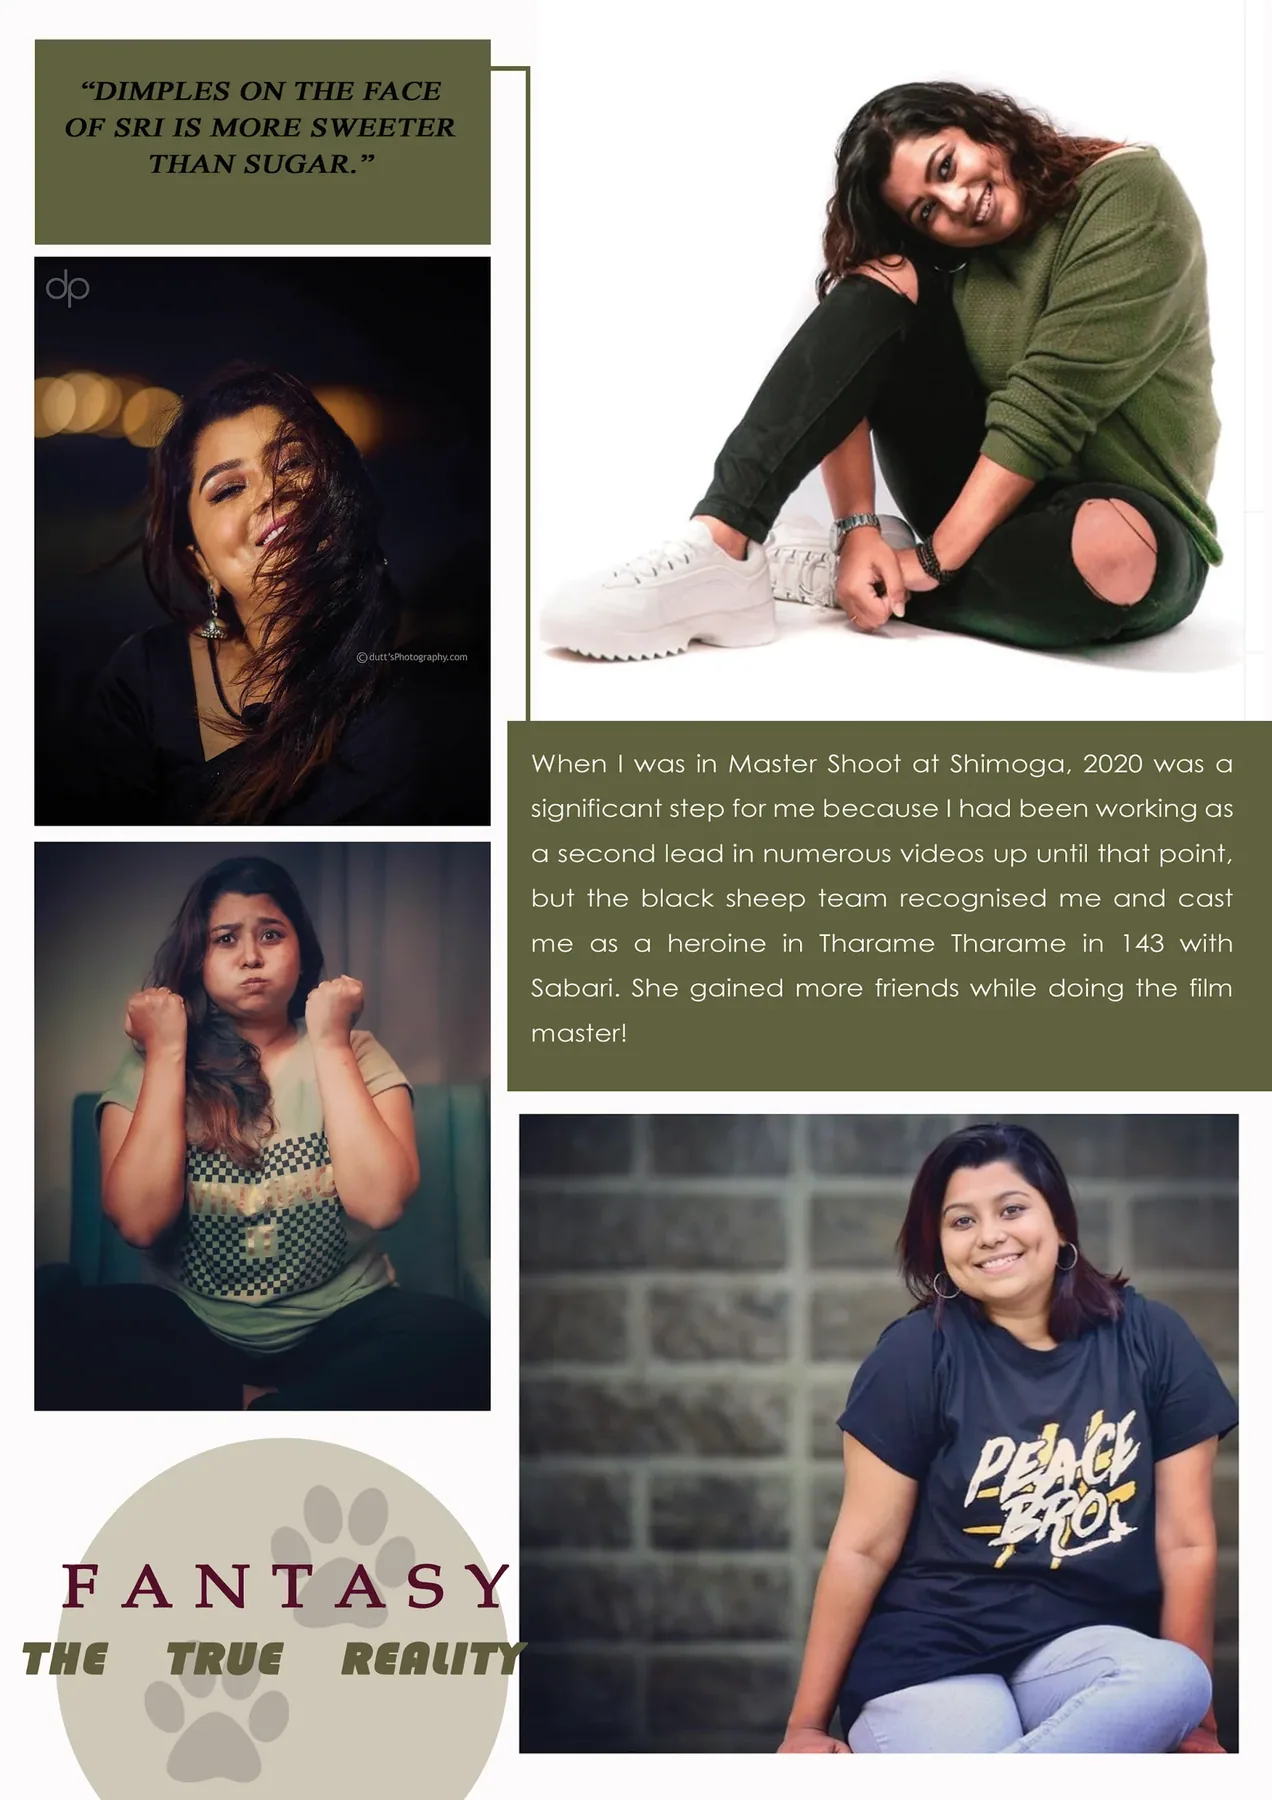 “DIMPLES ON THE FACE
OF SRI IS MORE SWEETER
THAN SUGAR.”
dp
© dutt'sPhotography.com
When I was in Master Shoot at Shimoga, 2020 was a
significant step for me because I had been working as
a second lead in numerous videos up until that point,
but the black sheep team recognised me and cast
me as a heroine in Tharame Tharame in 143 with
Sabari. She gained more friends while doing the film
master!
IT
PEACE
BRO
FANTASY
THE TRUE REALITY